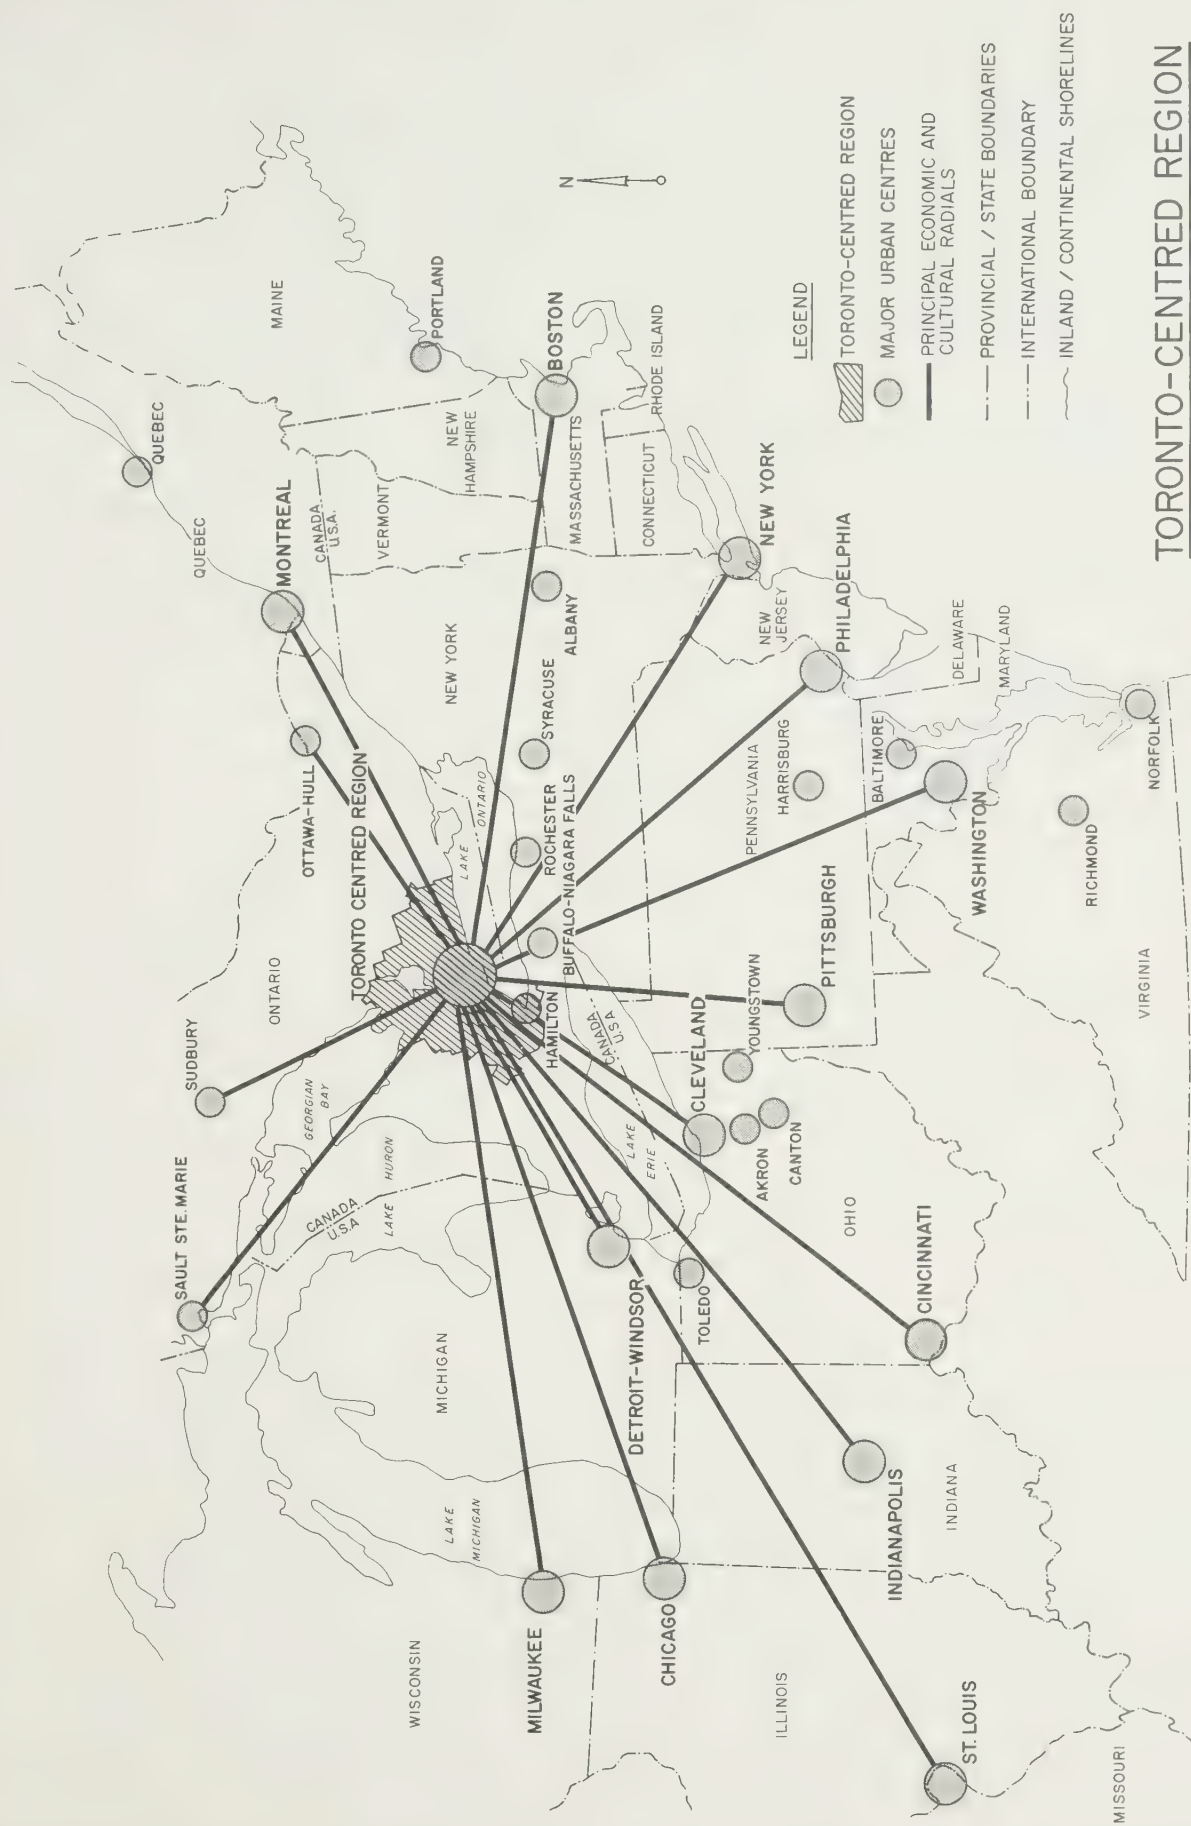 QUEBEC
QUEBEC
MAINE
MONTREAL
CANADA
U.S.A.
VERMONT
NEW
HAMPSHIRE
PORTLAND
BOSTON
MASSACHUSETTS
CONNECTICUT
RHODE ISLAND
N
SUDBURY
SAULT STE. MARIE
ONTARIO
OTTAWA-HULL
TORONTO CENTRED REGION
GEORGIAN
BAY
CANADA
U.S.A
LAKE HURON
LAKE ONTARIO
NEW YORK
ALBANY
SYRACUSE
ROCHESTER
BUFFALO-NIAGARA FALLS
HAMILTON
CANADA
U.S.A
NEW YORK
NEW
JERSEY
PHILADELPHIA
PENNSYLVANIA
HARRISBURG
DELAWARE
MARYLAND
BALTIMORE
WASHINGTON
PITTSBURGH
YOUNGSTOWN
CLEVELAND
LAKE
ERIE
AKRON
CANTON
RICHMOND
NORFOLK
VIRGINIA
OHIO
TOLEDO
DETROIT-WINDSOR
MICHIGAN
LAKE
MICHIGAN
WISCONSIN
MILWAUKEE
CHICAGO
ILLINOIS
CINCINNATI
INDIANAPOLIS
INDIANA
ST. LOUIS
MISSOURI
LEGEND
TORONTO-CENTRED REGION
MAJOR URBAN CENTRES
PRINCIPAL ECONOMIC AND
CULTURAL RADIALS
PROVINCIAL / STATE BOUNDARIES
INTERNATIONAL BOUNDARY
INLAND / CONTINENTAL SHORELINES
TORONTO-CENTRED REGION